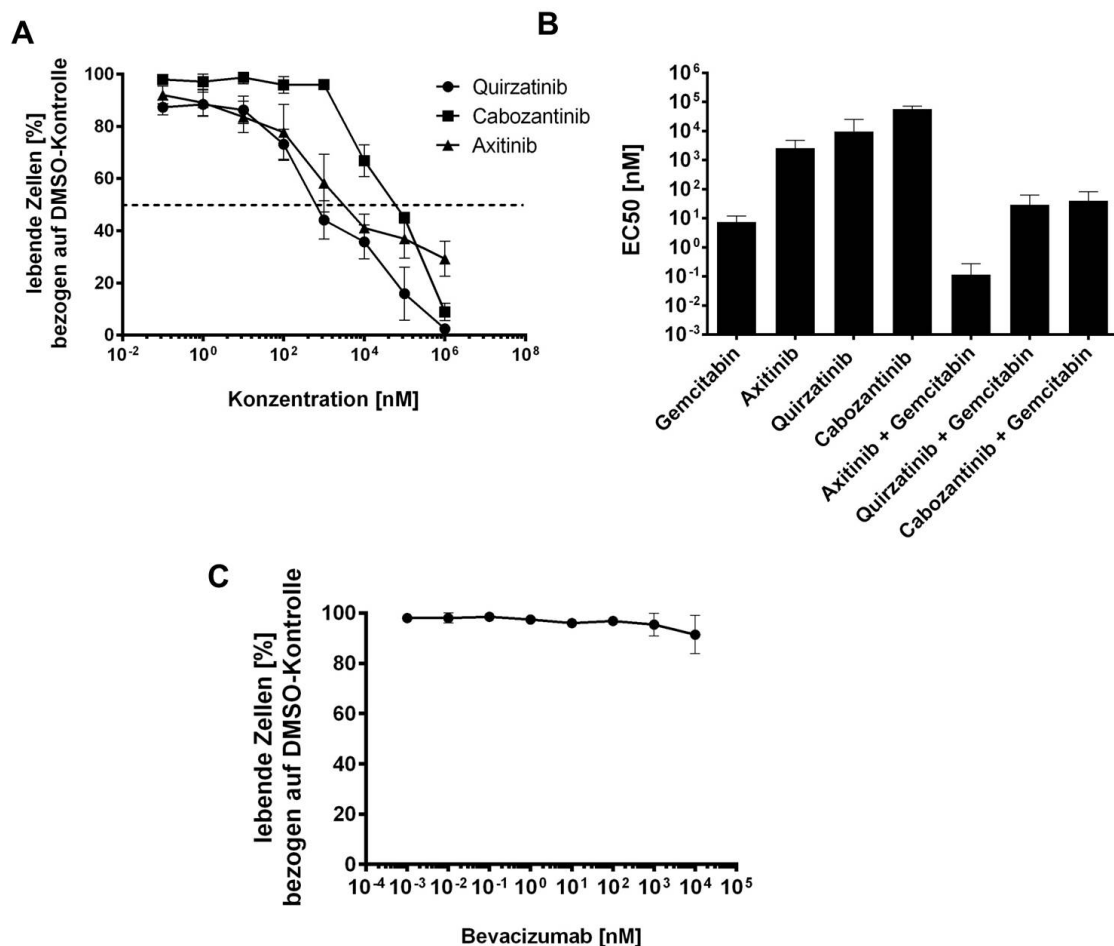 A
lebende Zellen [%]
bezogen auf DMSO-Kontrolle
100
80
60
40
20
0
10⁻²
10⁰
10²
10⁴
10⁶
10⁸
Konzentration [nM]
Quirzatinib
Cabozantinib
Axitinib
B
EC50 [nM]
10⁶
10⁵
10⁴
10³
10²
10¹
10⁰
10⁻¹
10⁻²
10⁻³
Gemcitabin
Axitinib
Quirzatinib
Cabozantinib
Axitinib + Gemcitabin
Quirzatinib + Gemcitabin
Cabozantinib + Gemcitabin
C
lebende Zellen [%]
bezogen auf DMSO-Kontrolle
100
80
60
40
20
0
10⁻⁴
10⁻³
10⁻²
10⁻¹
10⁰
10¹
10²
10³
10⁴
10⁵
Bevacizumab [nM]